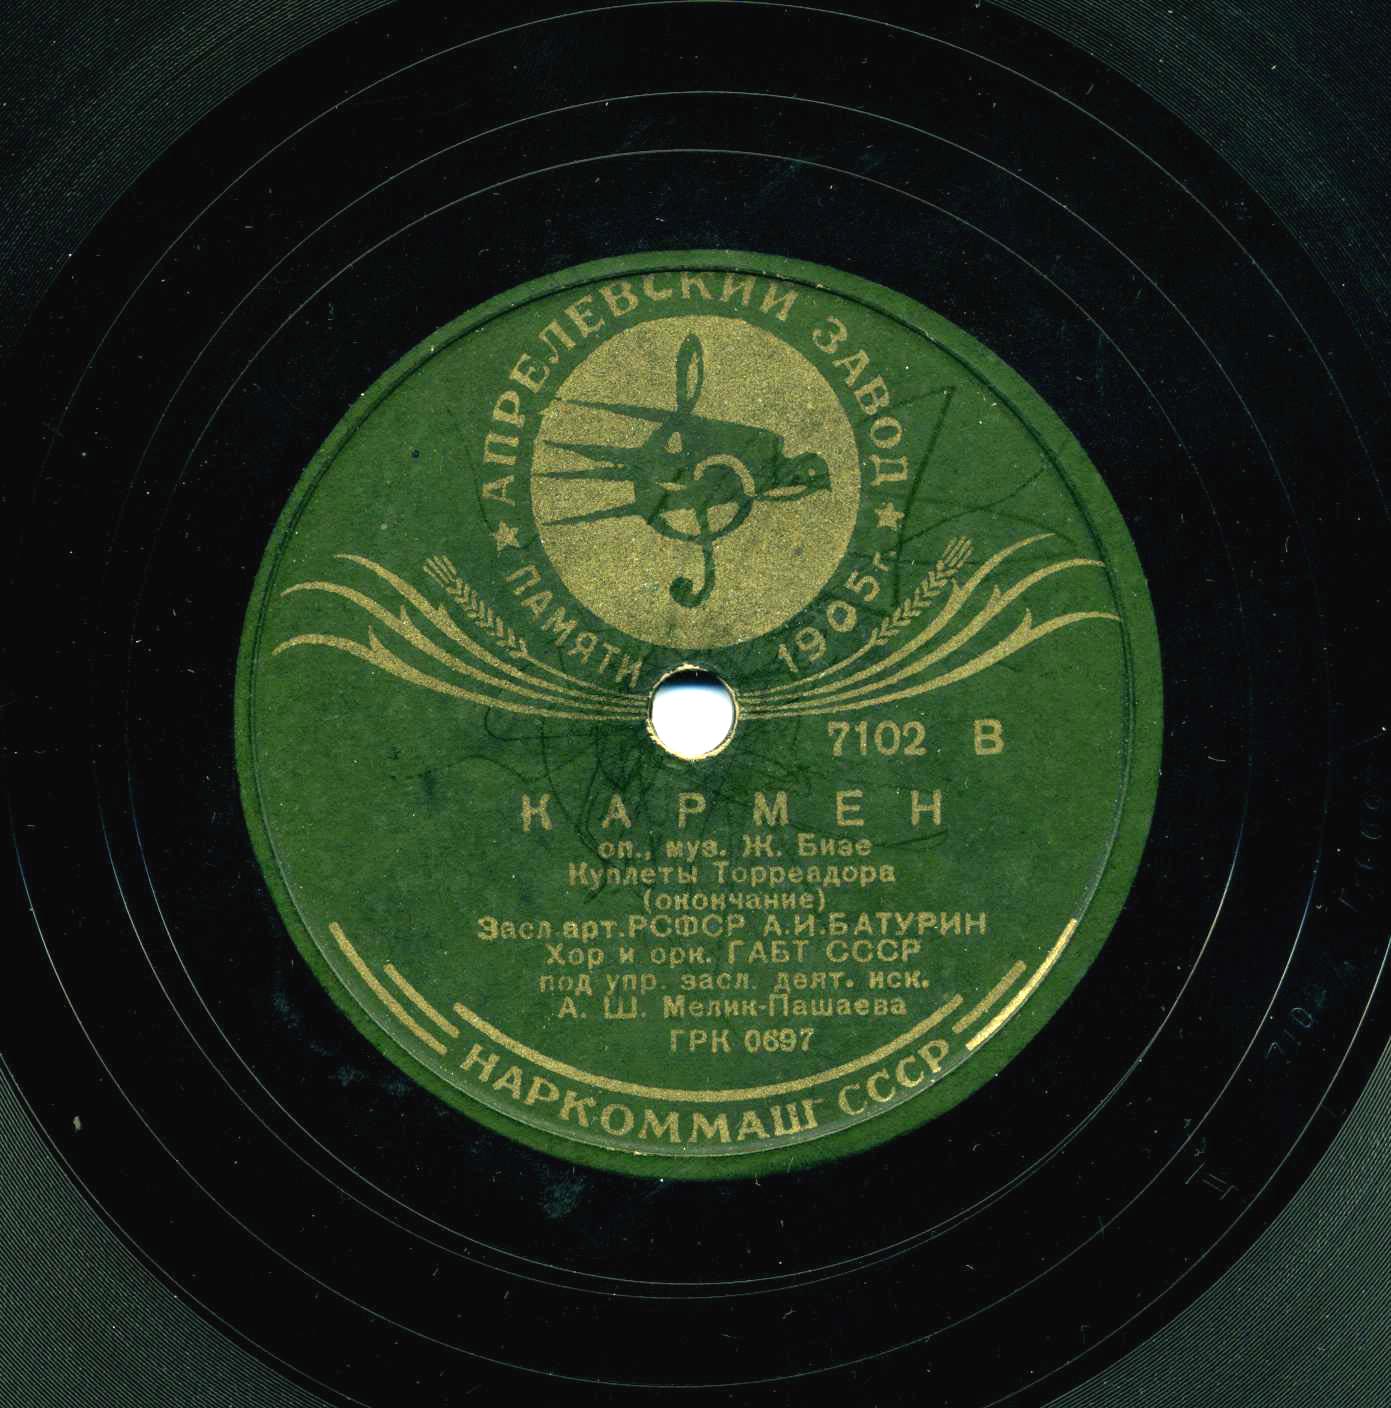 АПРЕЛЕВСКИЙ ЗАВОД
ПАМЯТИ 1905 г.
7102 В
КАРМЕН
оп., муз. Ж. Бизе
Куплеты Торреадора
(окончание)
Засл.арт.РСФСР А.И.БАТУРИН
Хор и орк. ГАБТ СССР
под упр. засл. деят. иск.
А. Ш. Мелик-Пашаева
ГРК 0697
НАРКОММАШ СССР